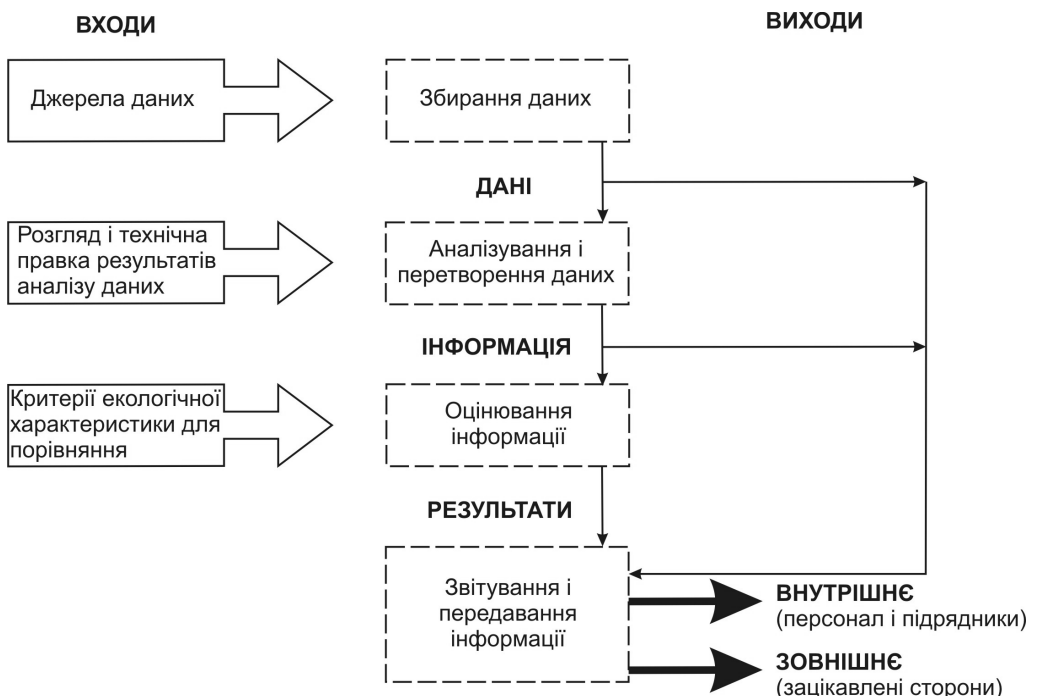 ВХОДИ
ВИХОДИ
Джерела даних
Збирання даних
ДАНІ
Розгляд і технічна
правка результатів
аналізу даних
Аналізування і
перетворення даних
ІНФОРМАЦІЯ
Критерії екологічної
характеристики для
порівняння
Оцінювання
інформації
РЕЗУЛЬТАТИ
Звітування і
передавання
інформації
ВНУТРІШНЄ
(персонал і підрядники)
ЗОВНІШНЄ
(зацікавлені сторони)